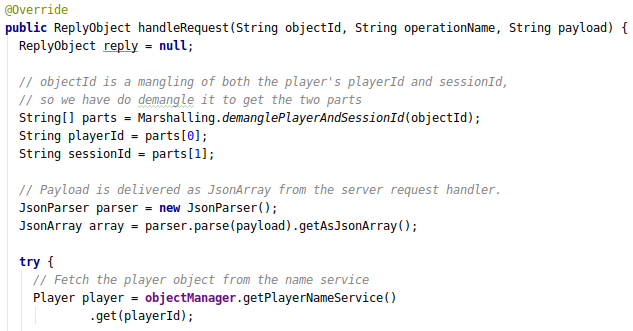 @Override
public ReplyObject handleRequest(String objectId, String operationName, String payload) {
ReplyObject reply = null;
// objectId is a mangling of both the player's playerId and sessionId,
// so we have do demangle it to get the two parts
String[] parts = Marshalling.demanglePlayerAndSessionId(objectId);
String playerId = parts[0];
String sessionId = parts[1];
// Payload is delivered as JsonArray from the server request handler.
JsonParser parser = new JsonParser();
JsonArray array = parser.parse(payload).getAsJsonArray();
try {
// Fetch the player object from the name service
Player player = objectManager.getPlayerNameService()
.get(playerId);